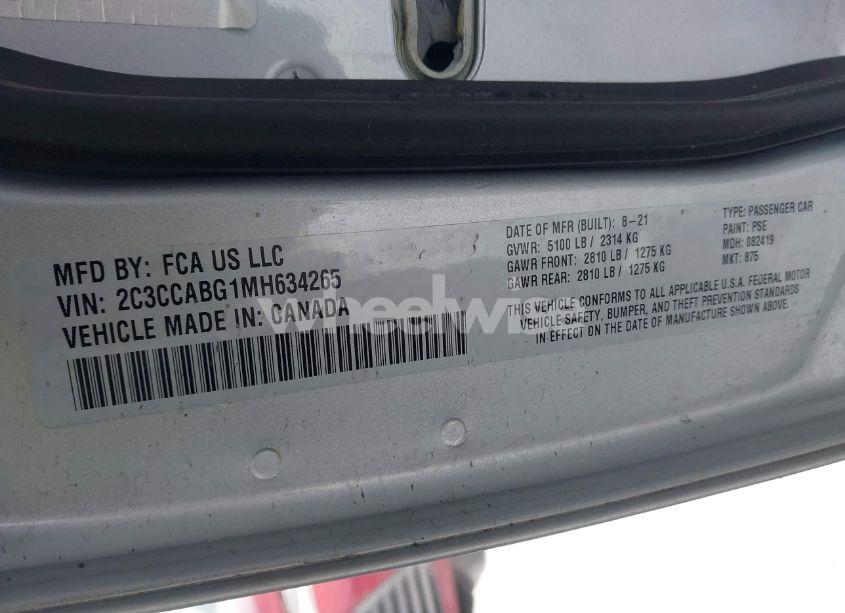 MFD BY: FCA US LLC
VIN: 2C3CCABG1MH634265
VEHICLE MADE IN: CANADA
DATE OF MFR (BUILT): 8-21
GVWR: 5100 LB / 2314 KG
GAWR FRONT: 2810 LB / 1275 KG
GAWR REAR: 2810 LB / 1275 KG
TYPE: PASSENGER CAR
PAINT: PSE
MDH: 082419
MKT: 875
THIS VEHICLE CONFORMS TO ALL APPLICABLE U.S.A. FEDERAL MOTOR
VEHICLE SAFETY, BUMPER, AND THEFT PREVENTION STANDARDS
IN EFFECT ON THE DATE OF MANUFACTURE SHOWN ABOVE.